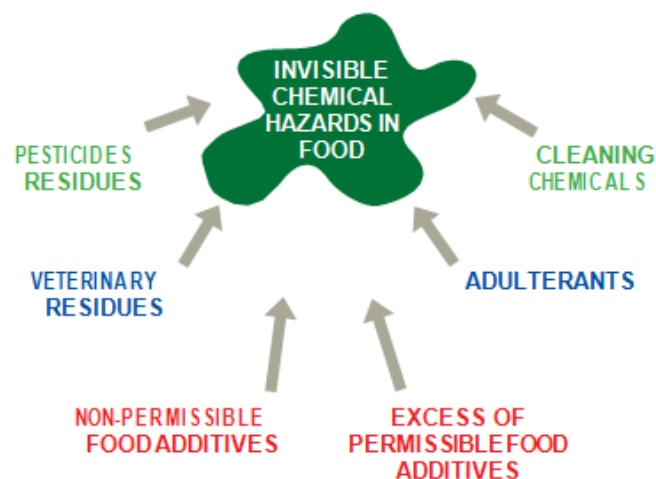 INVISIBLE
CHEMICAL
HAZARDS IN
FOOD
PESTICIDES
RESIDUES
CLEANING
CHEMICALS
VETERINARY
RESIDUES
ADULTERANTS
NON-PERMISSIBLE
FOOD ADDITIVES
EXCESS OF
PERMISSIBLE FOOD
ADDITIVES